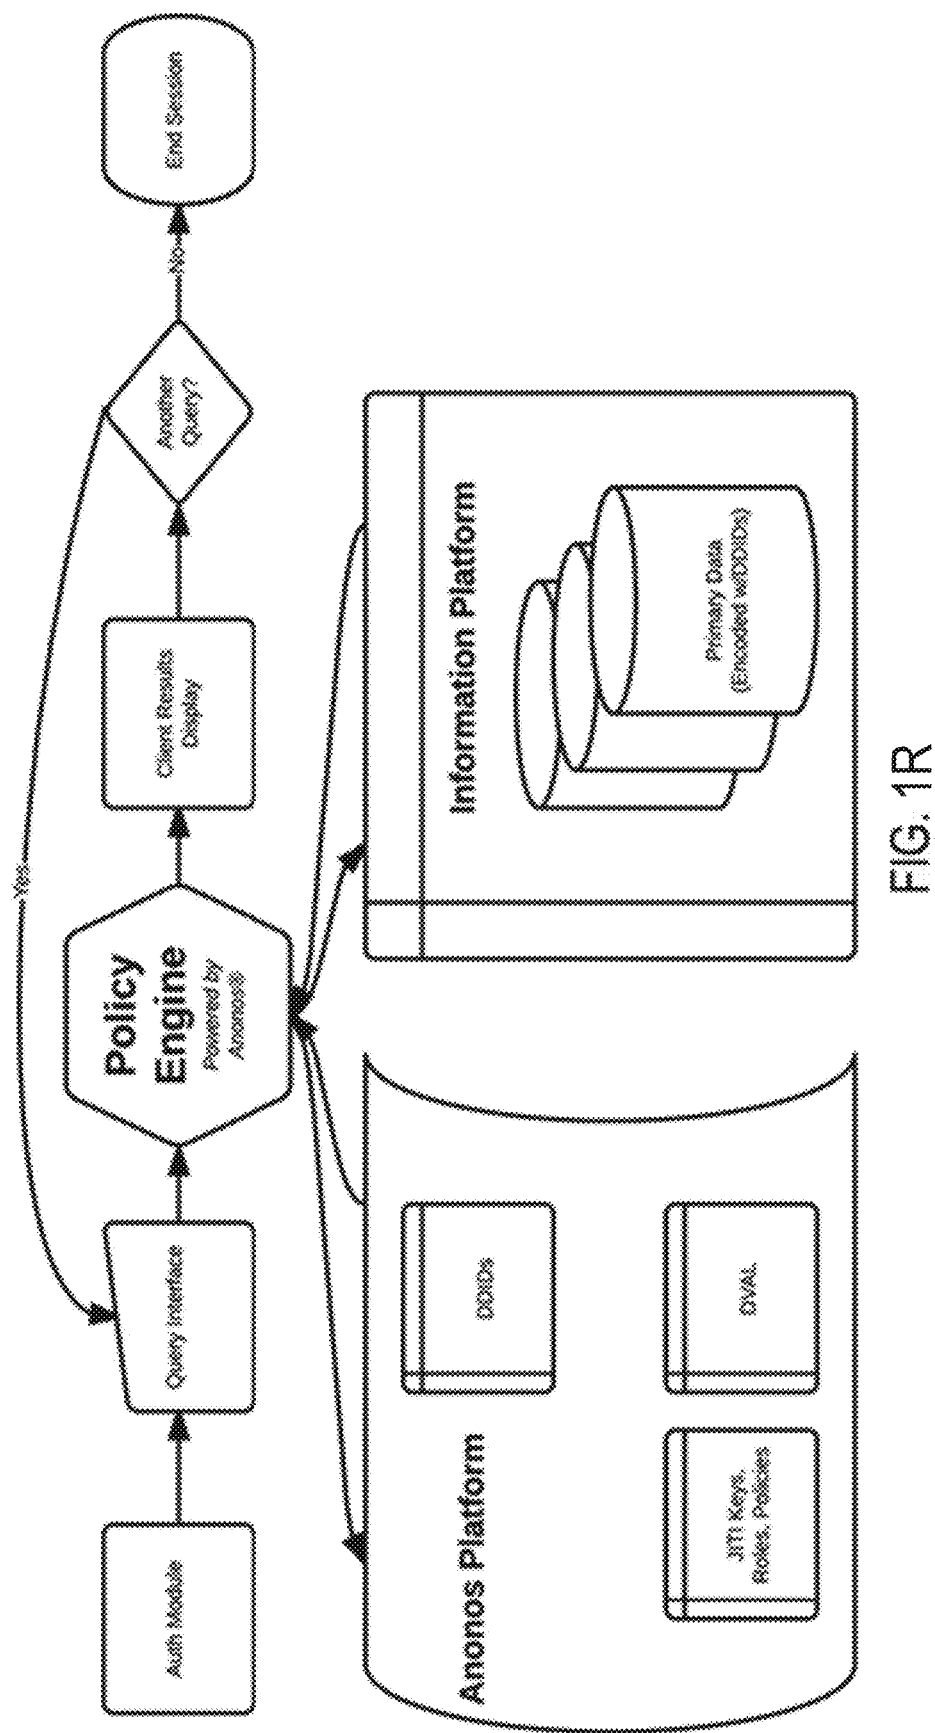 Auth Module
Query Interface
Policy
Engine
Powered by
Anonos®
Client Results
Display
Another
Query?
No
End Session
Yes
Anonos Platform
DDIDs
JITI Keys,
Roles, Policies
DVAL
Information Platform
Primary Data
(Encoded w/DDIDs)
FIG. 1R